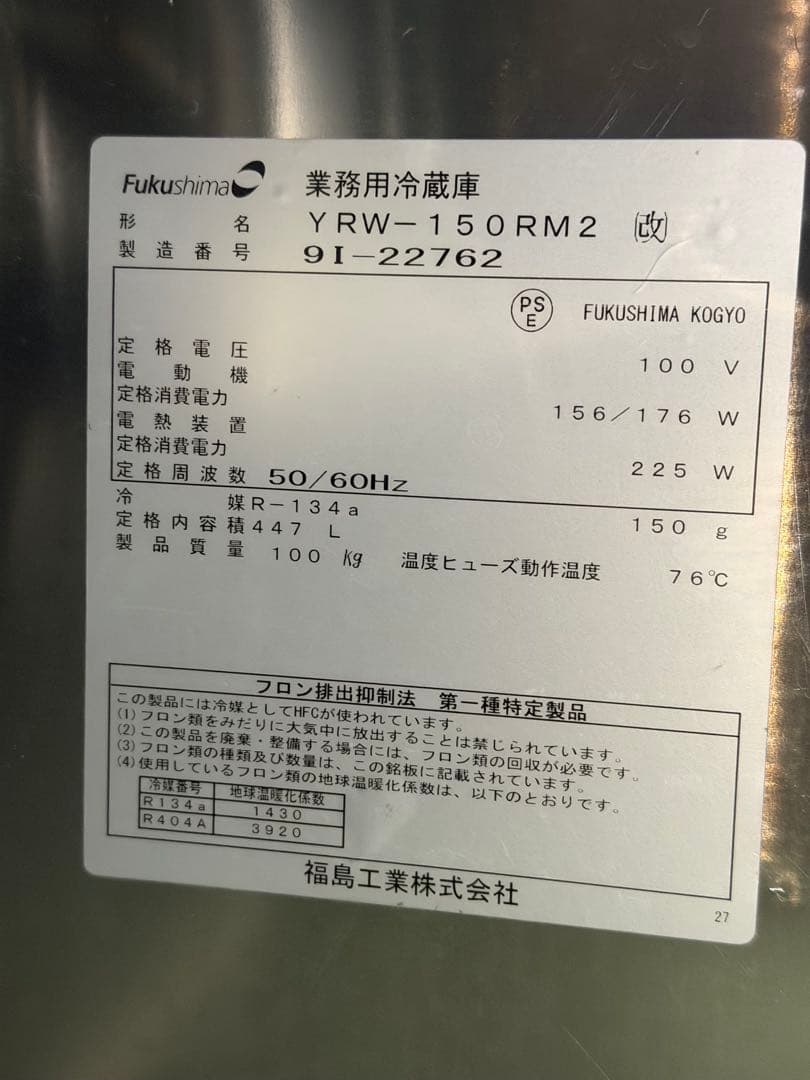 Fukushima 業務用冷蔵庫
形名 YRW-150RM2 (改)
製造番号 9I-22762
PSE FUKUSHIMA KOGYO
定格電圧 100 V
電動機
定格消費電力 156/176 W
電熱装置
定格消費電力 225 W
定格周波数 50/60Hz
冷媒 R-134a 150 g
定格内容積 447 L
製品質量 100 kg 温度ヒューズ動作温度 76℃
フロン排出抑制法 第一種特定製品
この製品には冷媒としてHFCが使われています。
(1)フロン類をみだりに大気中に放出することは禁じられています。
(2)この製品を廃棄・整備する場合には、フロン類の回収が必要です。
(3)フロン類の種類及び数量は、この銘板に記載されています。
(4)使用しているフロン類の地球温暖化係数は、以下のとおりです。
冷媒番号 地球温暖化係数
R134a 1430
R404A 3920
福島工業株式会社
27